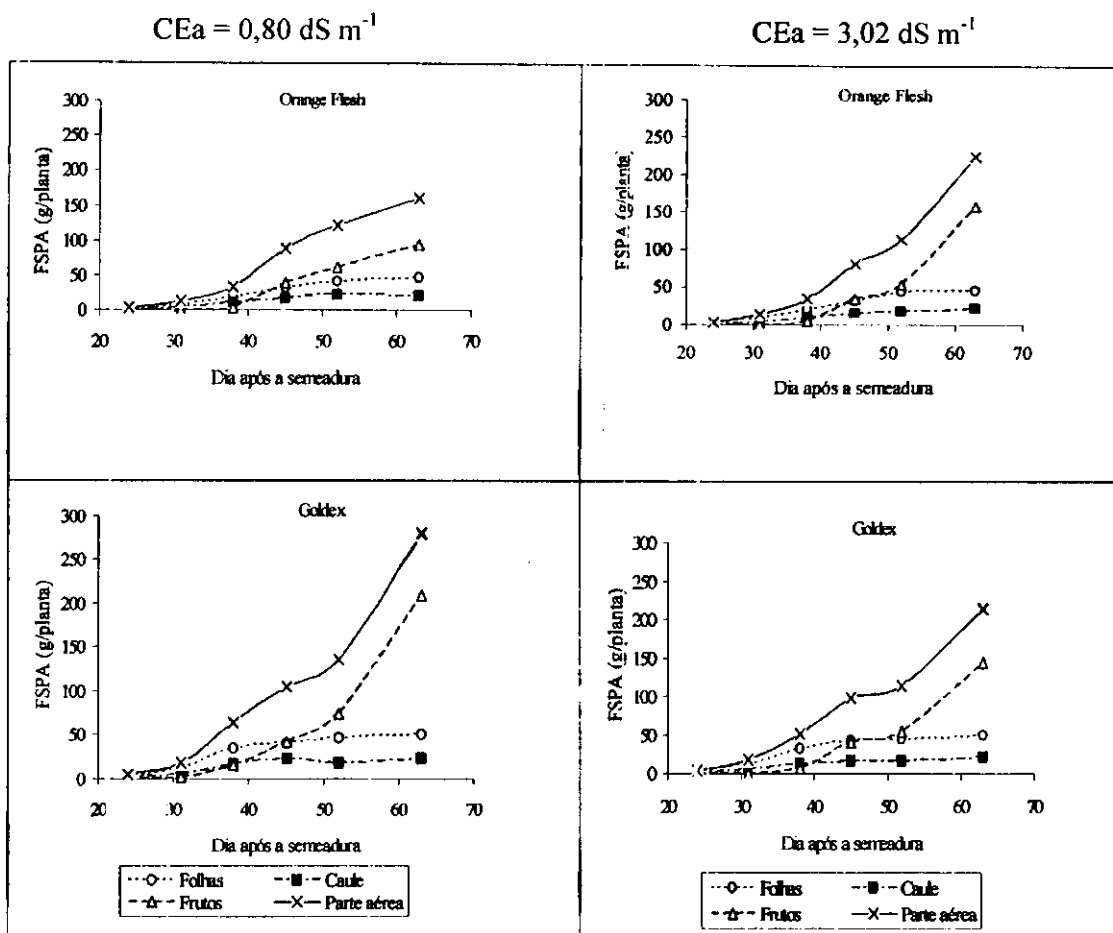 CEa = 0,80 dS m⁻¹
CEa = 3,02 dS m⁻¹
Orange Flesh
FSPA (g/planta)
300
250
200
150
100
50
0
20 30 40 50 60 70
Dia após a semeadura
Orange Flesh
FSPA (g/planta)
300
250
200
150
100
50
0
20 30 40 50 60 70
Dia após a semeadura
Goldex
FSPA (g/planta)
300
250
200
150
100
50
0
20 30 40 50 60 70
Dia após a semeadura
Folhas Caule
Frutos Parte aérea
Goldex
FSPA (g/planta)
300
250
200
150
100
50
0
20 30 40 50 60 70
Dia após a semeadura
Folhas Caule
Frutos Parte aérea